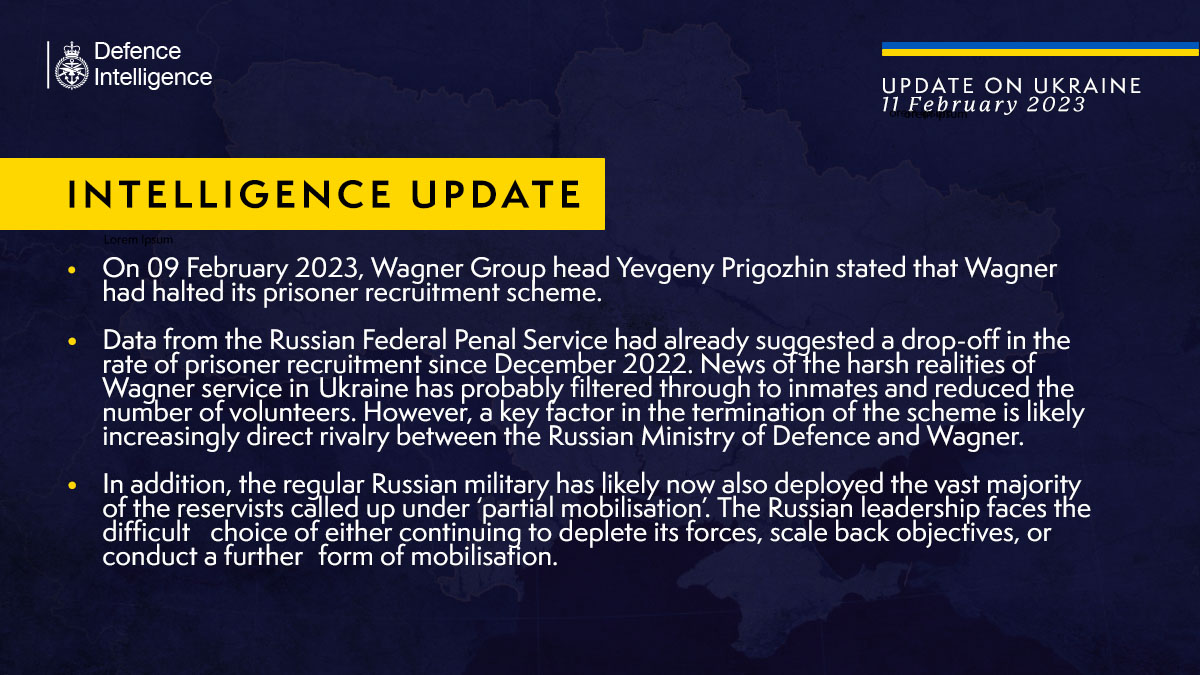 Defence
Intelligence
UPDATE ON UKRAINE
11 February 2023
INTELLIGENCE UPDATE
Lorem Ipsum
• On 09 February 2023, Wagner Group head Yevgeny Prigozhin stated that Wagner
had halted its prisoner recruitment scheme.
• Data from the Russian Federal Penal Service had already suggested a drop-off in the
rate of prisoner recruitment since December 2022. News of the harsh realities of
Wagner service in Ukraine has probably filtered through to inmates and reduced the
number of volunteers. However, a key factor in the termination of the scheme is likely
increasingly direct rivalry between the Russian Ministry of Defence and Wagner.
• In addition, the regular Russian military has likely now also deployed the vast majority
of the reservists called up under ‘partial mobilisation’. The Russian leadership faces the
difficult choice of either continuing to deplete its forces, scale back objectives, or
conduct a further form of mobilisation.